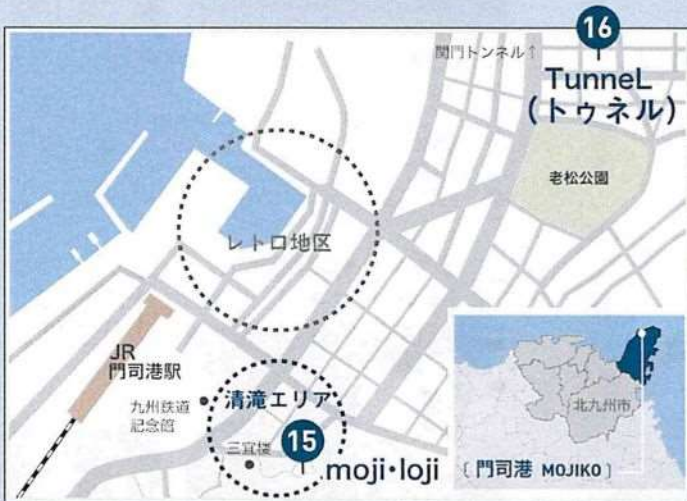 16
関門トンネル↑
TunneL
(トゥネル)
老松公園
レトロ地区
JR
門司港駅
九州鉄道
記念館
清滝エリア
三宜楼
15
moji・loji
北九州市
[ 門司港 MOJIKO ]